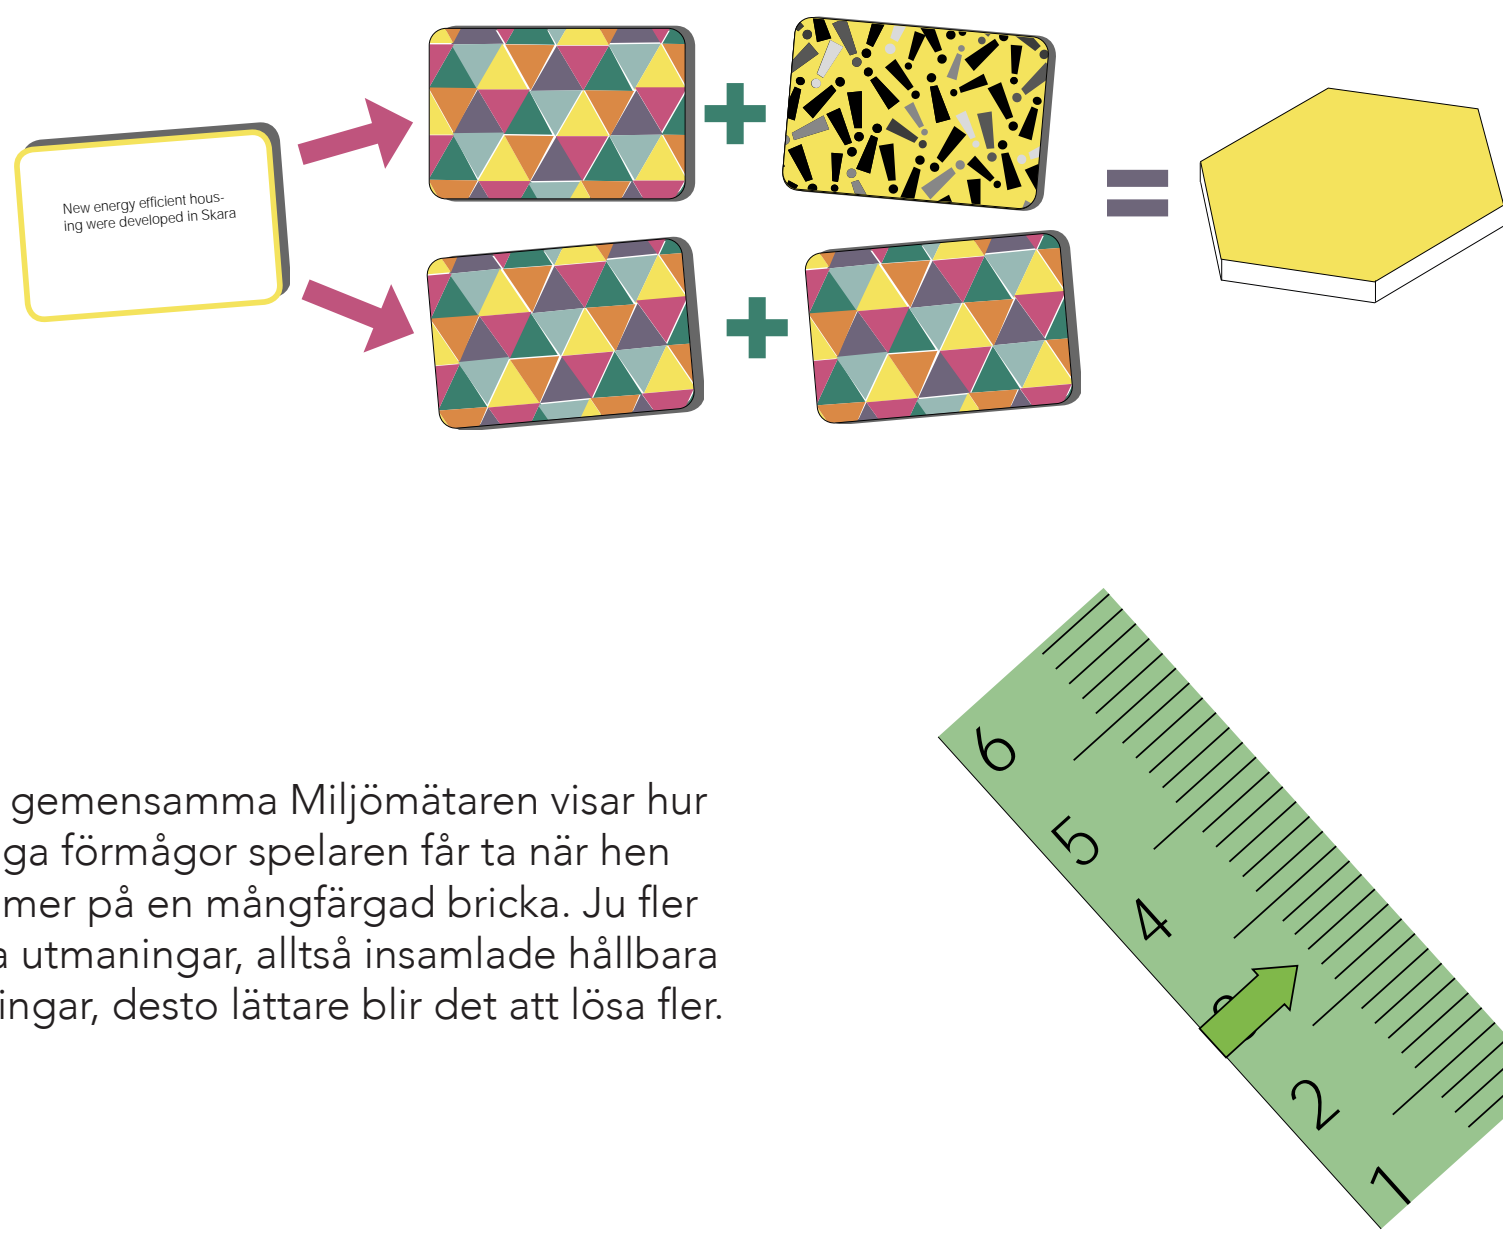 New energy efficient hous-
ing were developed in Skara
gemensamma Miljömätaren visar hur
ga förmågor spelaren får ta när hen
mer på en mångfärgad bricka. Ju fler
a utmaningar, alltså insamlade hållbara
ingar, desto lättare blir det att lösa fler.
6
5
4
2
1